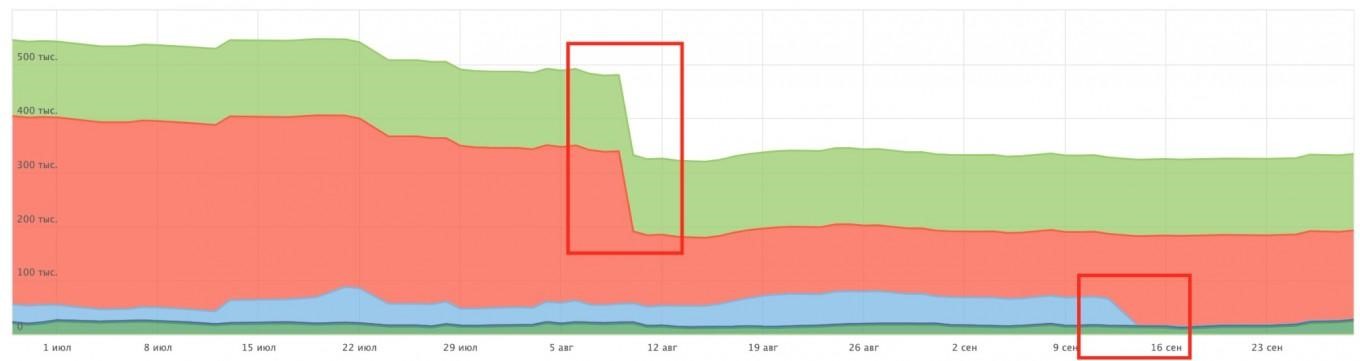 500 тыс.
400 тыс.
300 тыс.
200 тыс.
100 тыс.
0
1 июл 8 июл 15 июл 22 июл 29 июл 5 авг 12 авг 19 авг 26 авг 2 сен 9 сен 16 сен 23 сен